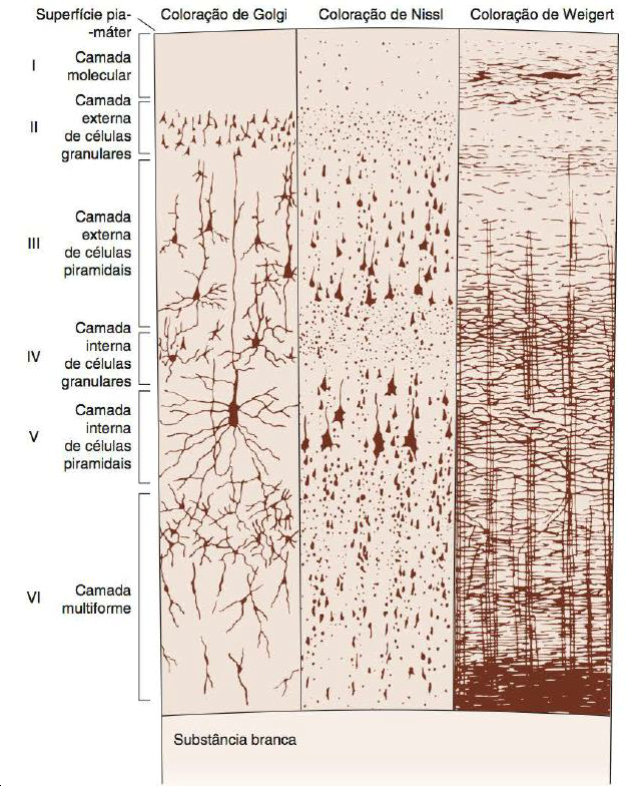 Superfície pia-
-máter
Coloração de Golgi
Coloração de Nissl
Coloração de Weigert
I
Camada
molecular
II
Camada
externa
de células
granulares
III
Camada
externa
de células
piramidais
IV
Camada
interna
de células
granulares
V
Camada
interna
de células
piramidais
VI
Camada
multiforme
Substância branca